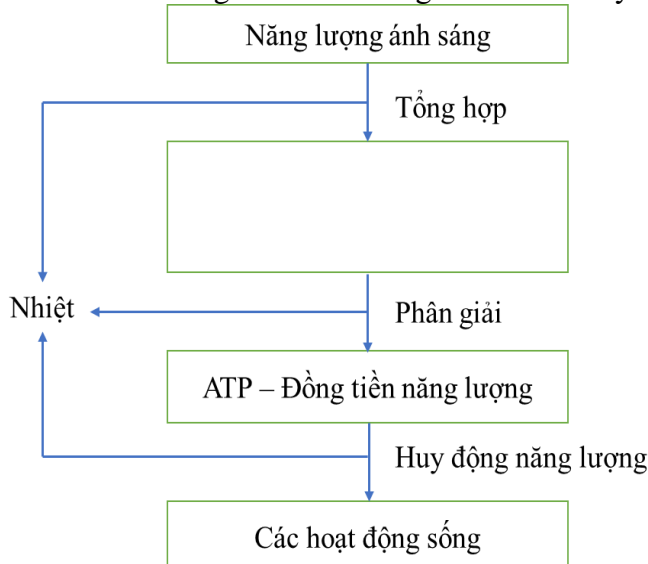 Năng lượng ánh sáng
Tổng hợp
Nhiệt
Phân giải
ATP – Đồng tiền năng lượng
Huy động năng lượng
Các hoạt động sống